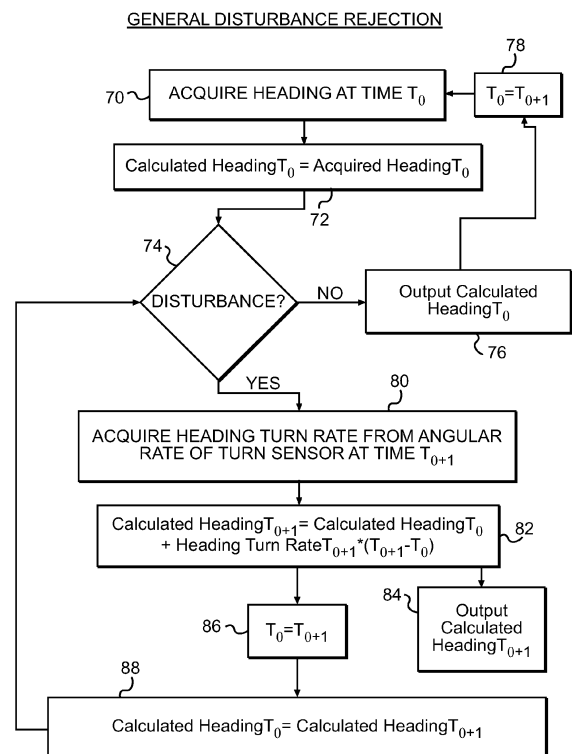 GENERAL DISTURBANCE REJECTION
78
70
ACQUIRE HEADING AT TIME T₀
T₀=T₀₊₁
Calculated HeadingT₀ = Acquired HeadingT₀
72
74
DISTURBANCE?
NO
Output Calculated
HeadingT₀
76
YES
80
ACQUIRE HEADING TURN RATE FROM ANGULAR
RATE OF TURN SENSOR AT TIME T₀₊₁
Calculated HeadingT₀₊₁= Calculated HeadingT₀
+ Heading Turn RateT₀₊₁*(T₀₊₁-T₀)
82
84
Output
Calculated
HeadingT₀₊₁
86
T₀=T₀₊₁
88
Calculated HeadingT₀= Calculated HeadingT₀₊₁